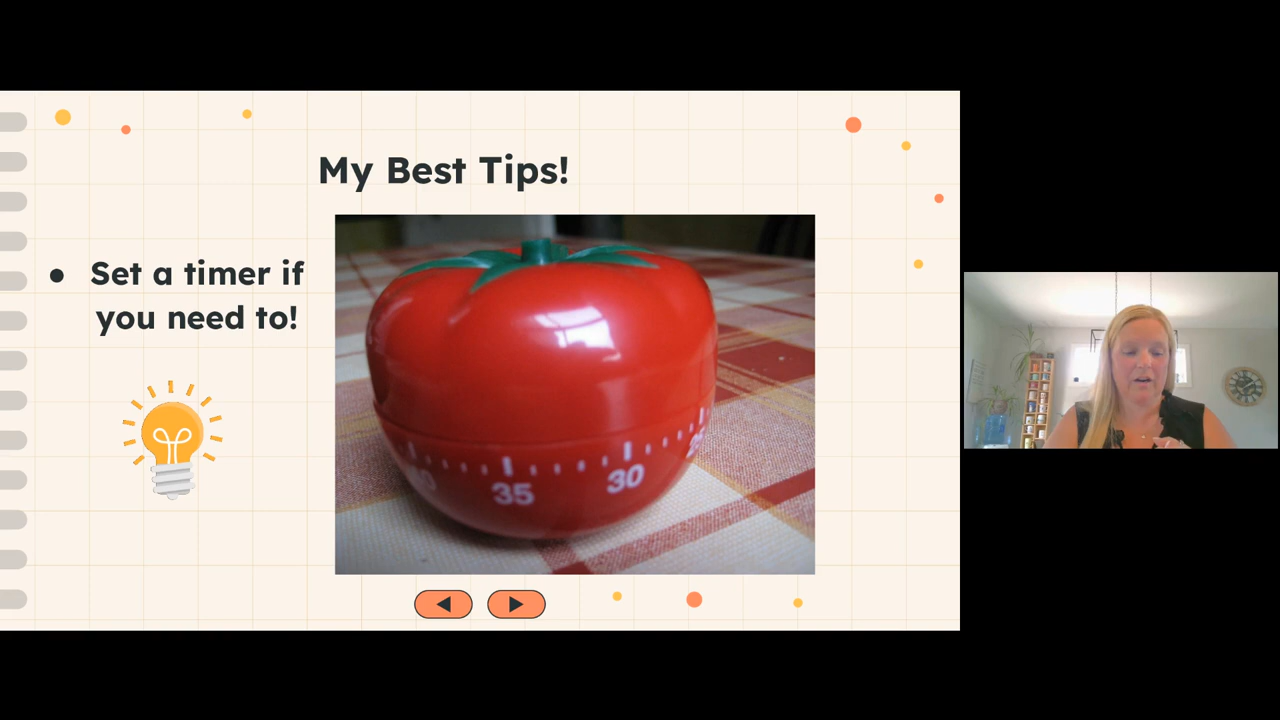 My Best Tips!
● Set a timer if
you need to!
35
30